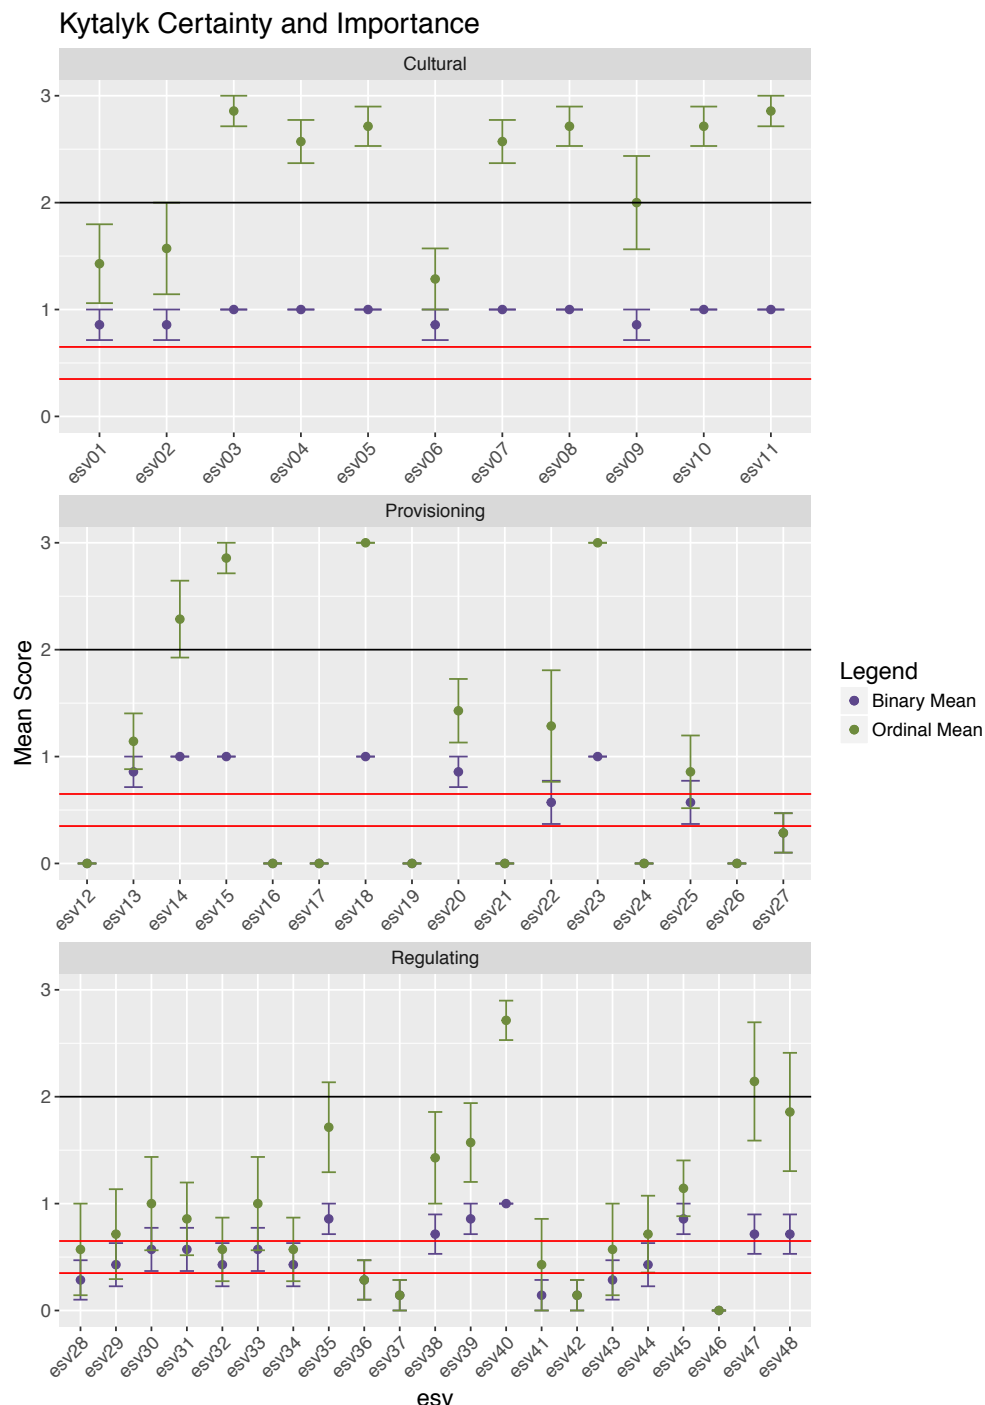 Kytalyk Certainty and Importance
Cultural
3
2
1
0
esv01 esv02 esv03 esv04 esv05 esv06 esv07 esv08 esv09 esv10 esv11
Provisioning
3
2
1
0
esv12 esv13 esv14 esv15 esv16 esv17 esv18 esv19 esv20 esv21 esv22 esv23 esv24 esv25 esv26 esv27
Mean Score
Legend
Binary Mean
Ordinal Mean
Regulating
3
2
1
0
esv28 esv29 esv30 esv31 esv32 esv33 esv34 esv35 esv36 esv37 esv38 esv39 esv40 esv41 esv42 esv43 esv44 esv45 esv46 esv47 esv48
esv